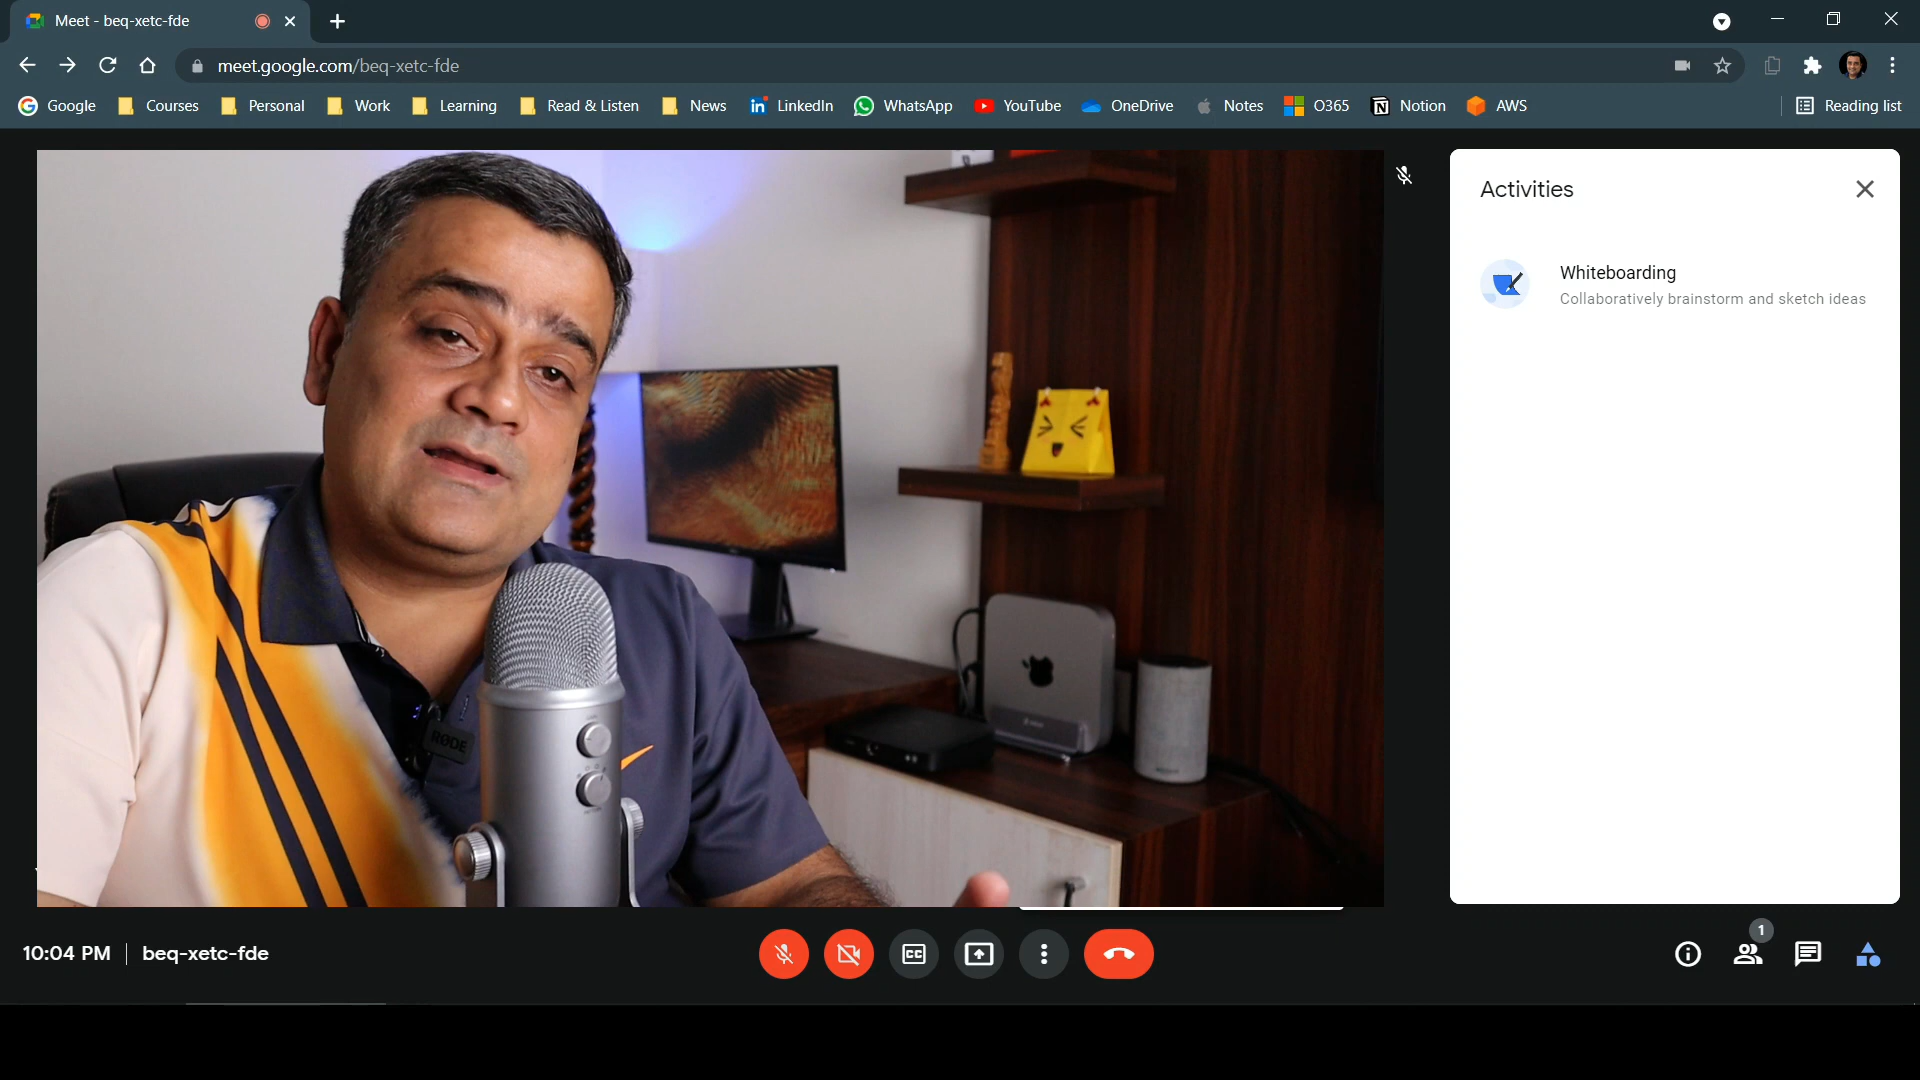 Meet - beq-xetc-fde
meet.google.com/beq-xetc-fde
Google Courses Personal Work Learning Read & Listen News LinkedIn WhatsApp YouTube OneDrive Notes O365 Notion AWS Reading list
Activities
Whiteboarding
Collaboratively brainstorm and sketch ideas
RØDE
10:04 PM beq-xetc-fde
CC
1